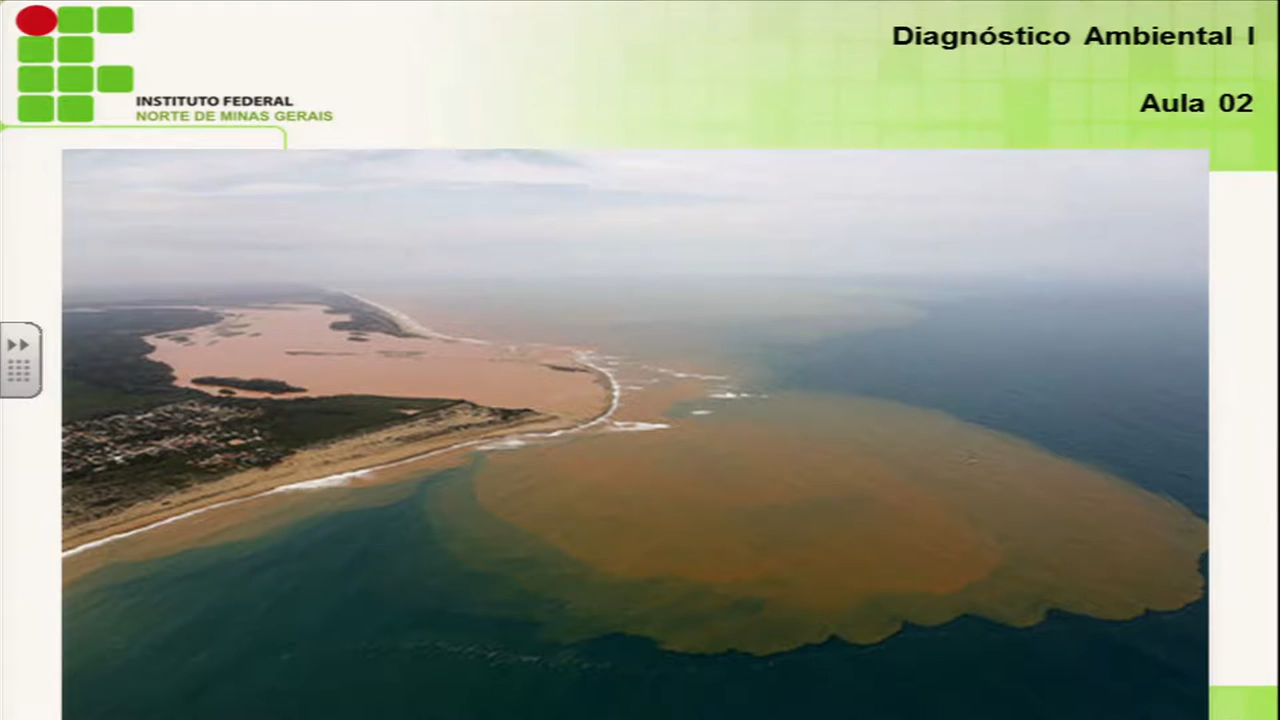 Diagnóstico Ambiental I
Aula 02
INSTITUTO FEDERAL
NORTE DE MINAS GERAIS